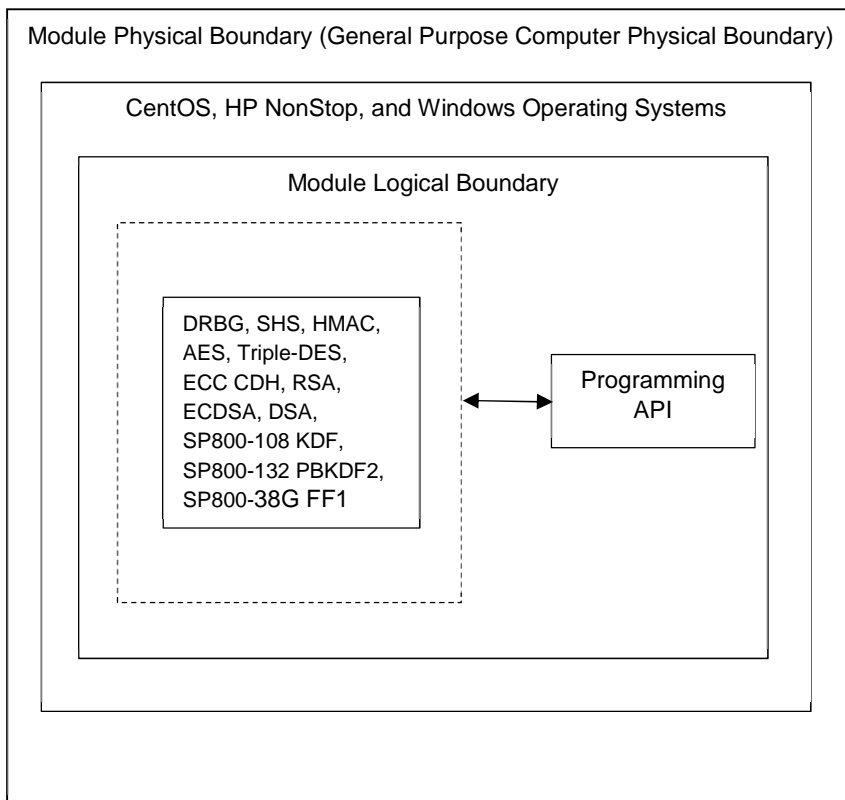 Module Physical Boundary (General Purpose Computer Physical Boundary)
CentOS, HP NonStop, and Windows Operating Systems
Module Logical Boundary
DRBG, SHS, HMAC,
AES, Triple-DES,
ECC CDH, RSA,
ECDSA, DSA,
SP800-108 KDF,
SP800-132 PBKDF2,
SP800-38G FF1
Programming
API